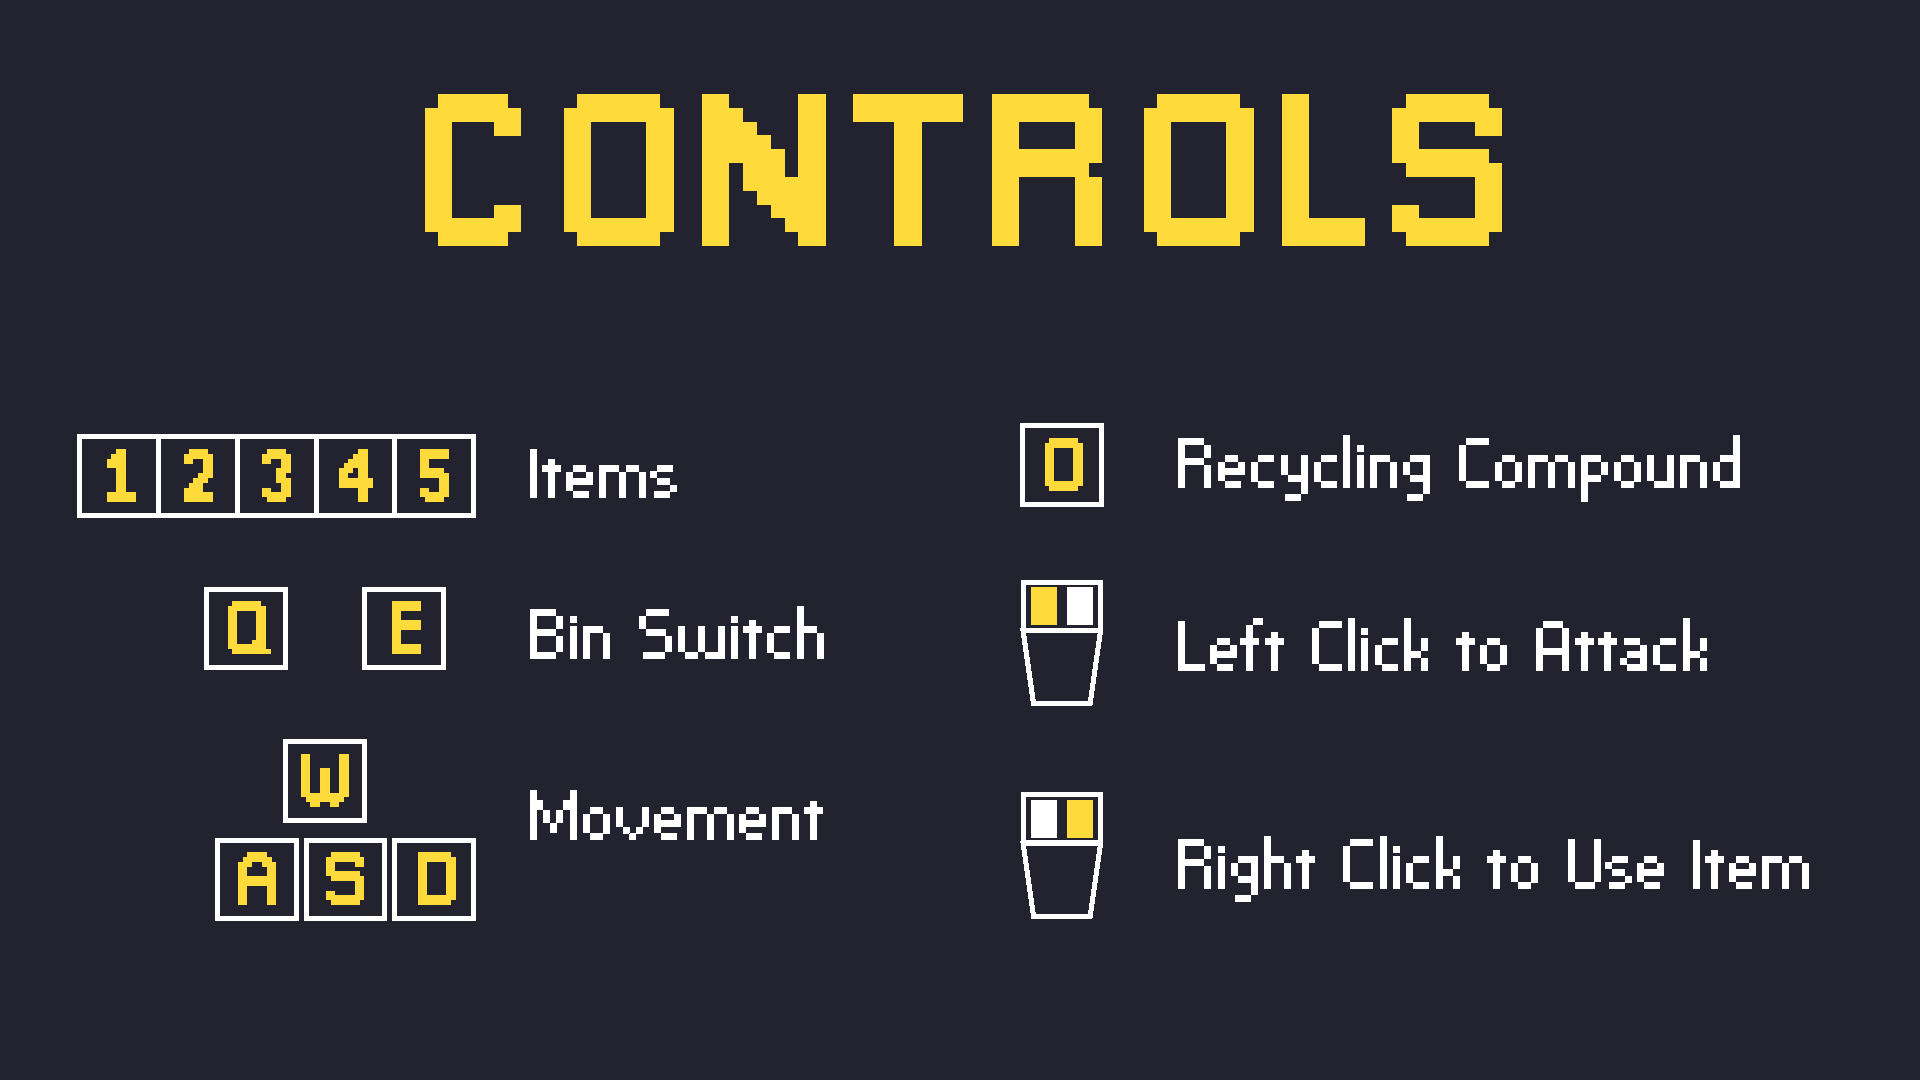 CONTROLS
1 2 3 4 5 Items
Q E Bin Switch
W
A S D Movement
O Recycling Compound
Left Click to Attack
Right Click to Use Item